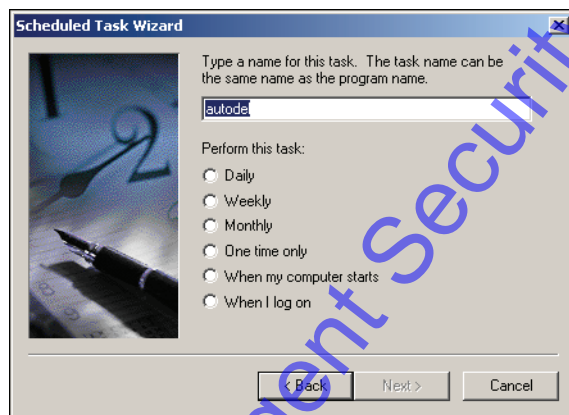 Scheduled Task Wizard
Type a name for this task. The task name can be
the same name as the program name.
autodel
Perform this task:
Daily
Weekly
Monthly
One time only
When my computer starts
When I log on
< Back
Next >
Cancel